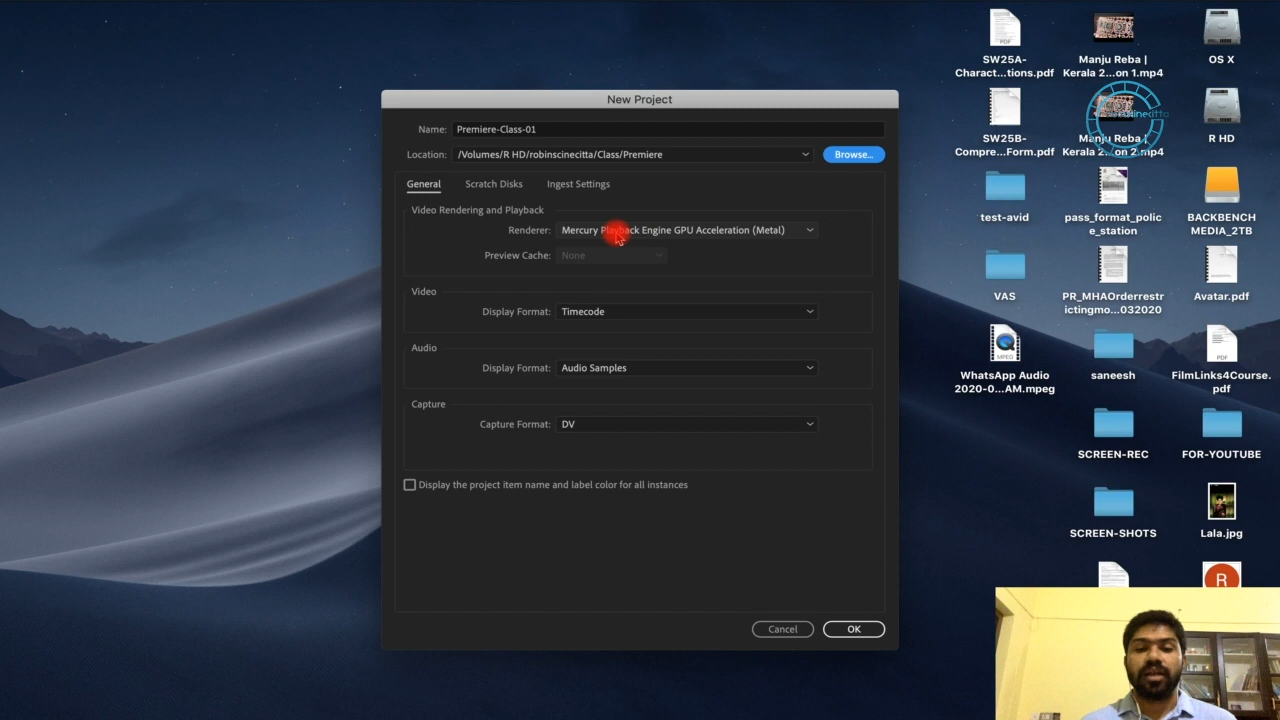 New Project
Name: Premiere-Class-01
ocation: /Volumes/R HD/robinscinecitta/Class/Premiere
Browse...
General
Scratch Disks
Ingest Settings
Video Rendering and Playback
Renderer: Mercury Playback Engine GPU Acceleration (Metal)
Preview Cache: None
Video
Display Format: Timecode
Audio
Display Format: Audio Samples
Capture
Capture Format: DV
Display the project item name and label color for all instances
Cancel
OK
PDF
SW25A-
Charact...tions.pdf
Manju Reba |
Kerala 2...on 1.mp4
OS X
SW25B-
Compre...Form.pdf
Manju Reba |
Kerala 2...on 2.mp4
R HD
test-avid
pass_format_polic
e_station
BACKBENCH
MEDIA_2TB
VAS
PR_MHAOrderrestr
ictingmo...032020
Avatar.pdf
MPEG
WhatsApp Audio
2020-0...AM.mpeg
saneesh
PDF
FilmLinks4Course.
pdf
SCREEN-REC
FOR-YOUTUBE
SCREEN-SHOTS
Lala.jpg
R